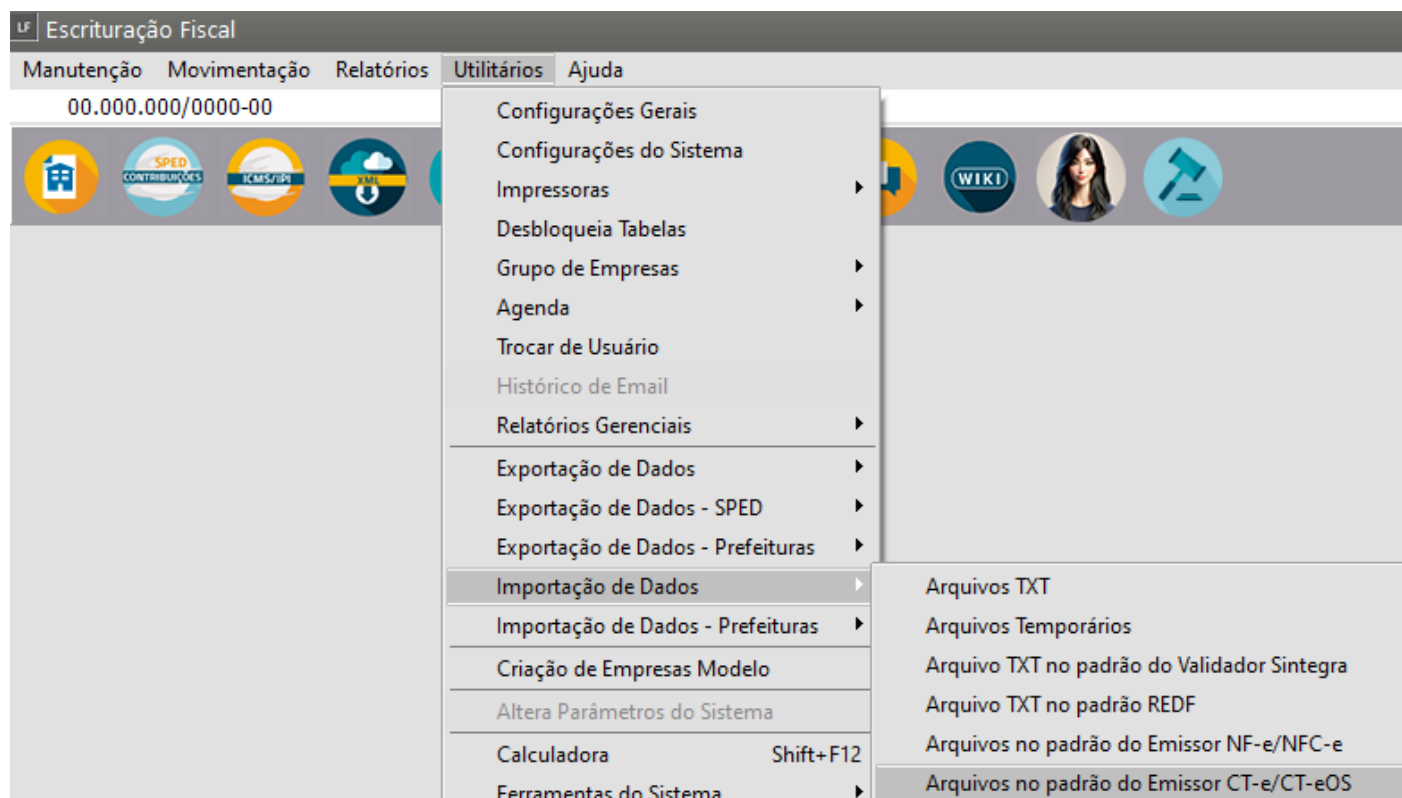 LF Escrituração Fiscal
Manutenção Movimentação Relatórios Utilitários Ajuda
00.000.000/0000-00
SPED
CONTRIBUIÇÕES
ICMS/IPI
XML
WIKI
Configurações Gerais
Configurações do Sistema
Impressoras
Desbloqueia Tabelas
Grupo de Empresas
Agenda
Trocar de Usuário
Histórico de Email
Relatórios Gerenciais
Exportação de Dados
Exportação de Dados - SPED
Exportação de Dados - Prefeituras
Importação de Dados
Importação de Dados - Prefeituras
Criação de Empresas Modelo
Altera Parâmetros do Sistema
Calculadora Shift+F12
Ferramentas do Sistema
Arquivos TXT
Arquivos Temporários
Arquivo TXT no padrão do Validador Sintegra
Arquivo TXT no padrão REDF
Arquivos no padrão do Emissor NF-e/NFC-e
Arquivos no padrão do Emissor CT-e/CT-eOS